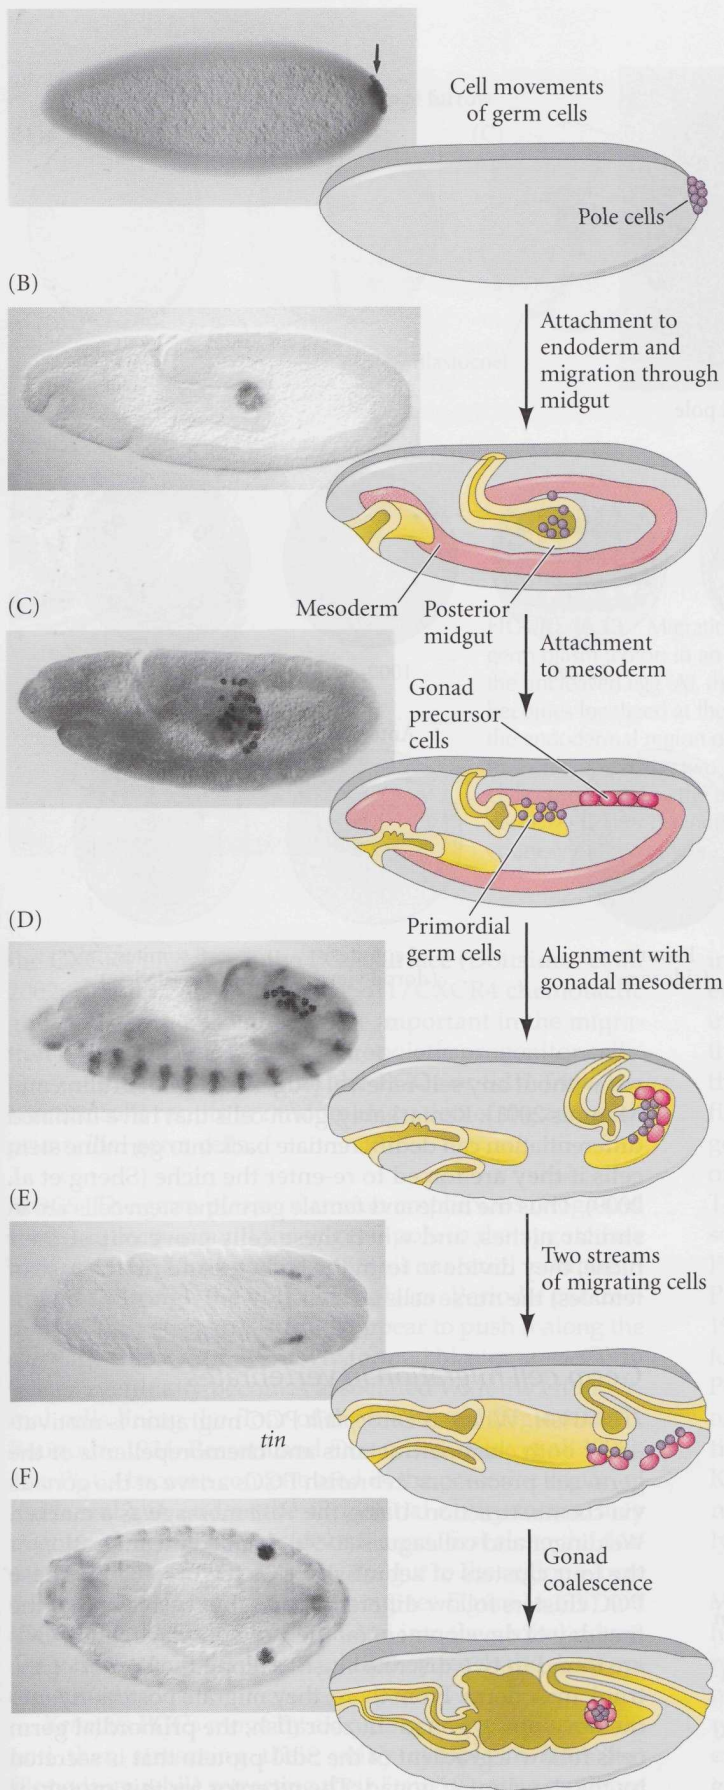 Cell movements
of germ cells
Pole cells
(B)
Attachment to
endoderm and
migration through
midgut
Mesoderm
Posterior
midgut
(C)
Attachment
to mesoderm
Gonad
precursor
cells
(D)
Primordial
germ cells
Alignment with
gonadal mesoderm
(E)
Two streams
of migrating cells
tin
(F)
Gonad
coalescence